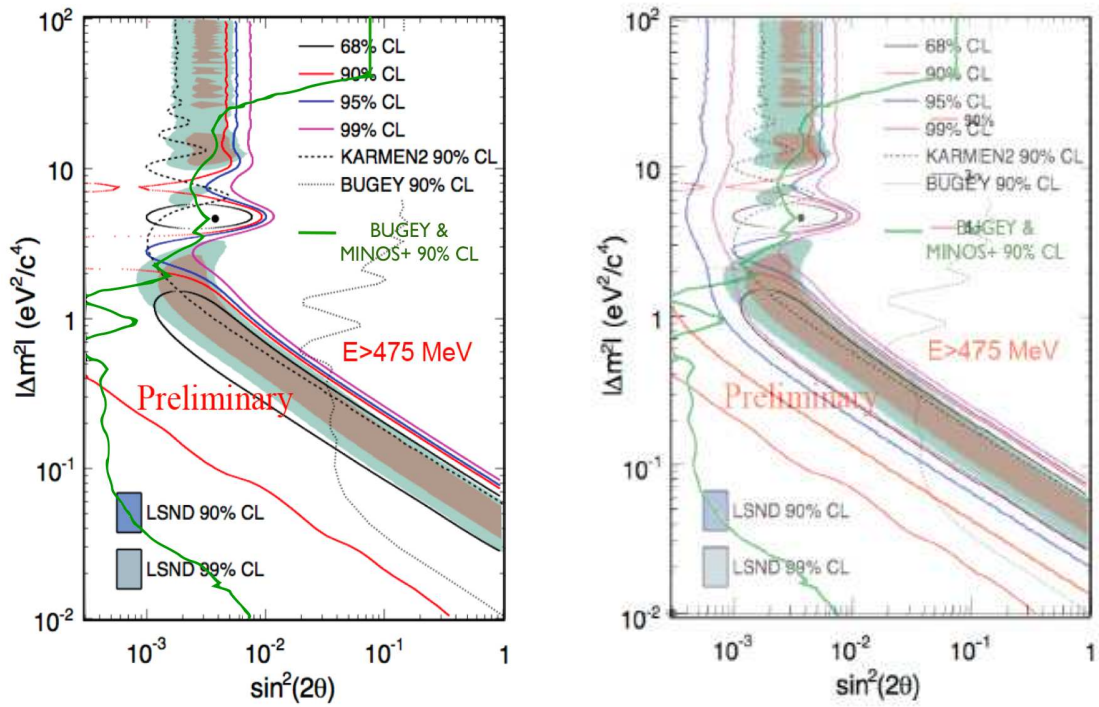 10²
10
1
10⁻¹
10⁻²
|Δm²| (eV²/c⁴)
68% CL
90% CL
95% CL
99% CL
KARMEN2 90% CL
BUGEY 90% CL
BUGEY &
MINOS+ 90% CL
E>475 MeV
Preliminary
LSND 90% CL
LSND 99% CL
10⁻³
10⁻²
10⁻¹
1
sin²(2θ)
10²
10
1
10⁻¹
10⁻²
|Δm²| (eV²/c⁴)
68% CL
90% CL
95% CL
99% CL
90%
KARMEN2 90% CL
BUGEY 90% CL
BUGEY &
MINOS+ 90% CL
E>475 MeV
Preliminary
LSND 90% CL
LSND 99% CL
10⁻³
10⁻²
10⁻¹
1
sin²(2θ)